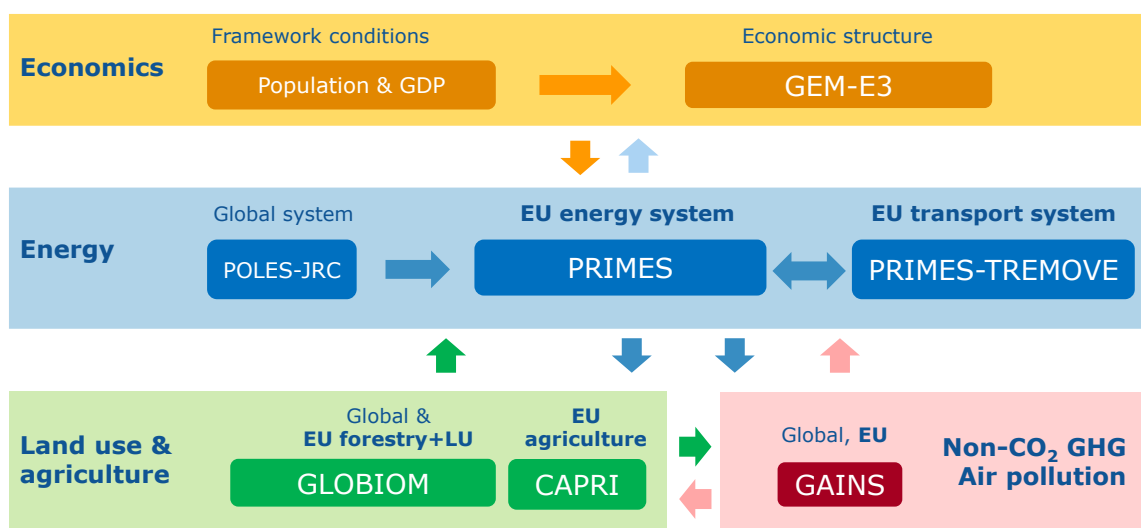 Framework conditions
Economic structure
Economics
Population & GDP
GEM-E3
Global system
EU energy system
EU transport system
Energy
POLES-JRC
PRIMES
PRIMES-TREMOVE
Land use &
agriculture
Global &
EU forestry+LU
GLOBIOM
EU
agriculture
CAPRI
Global, EU
GAINS
Non-CO₂ GHG
Air pollution